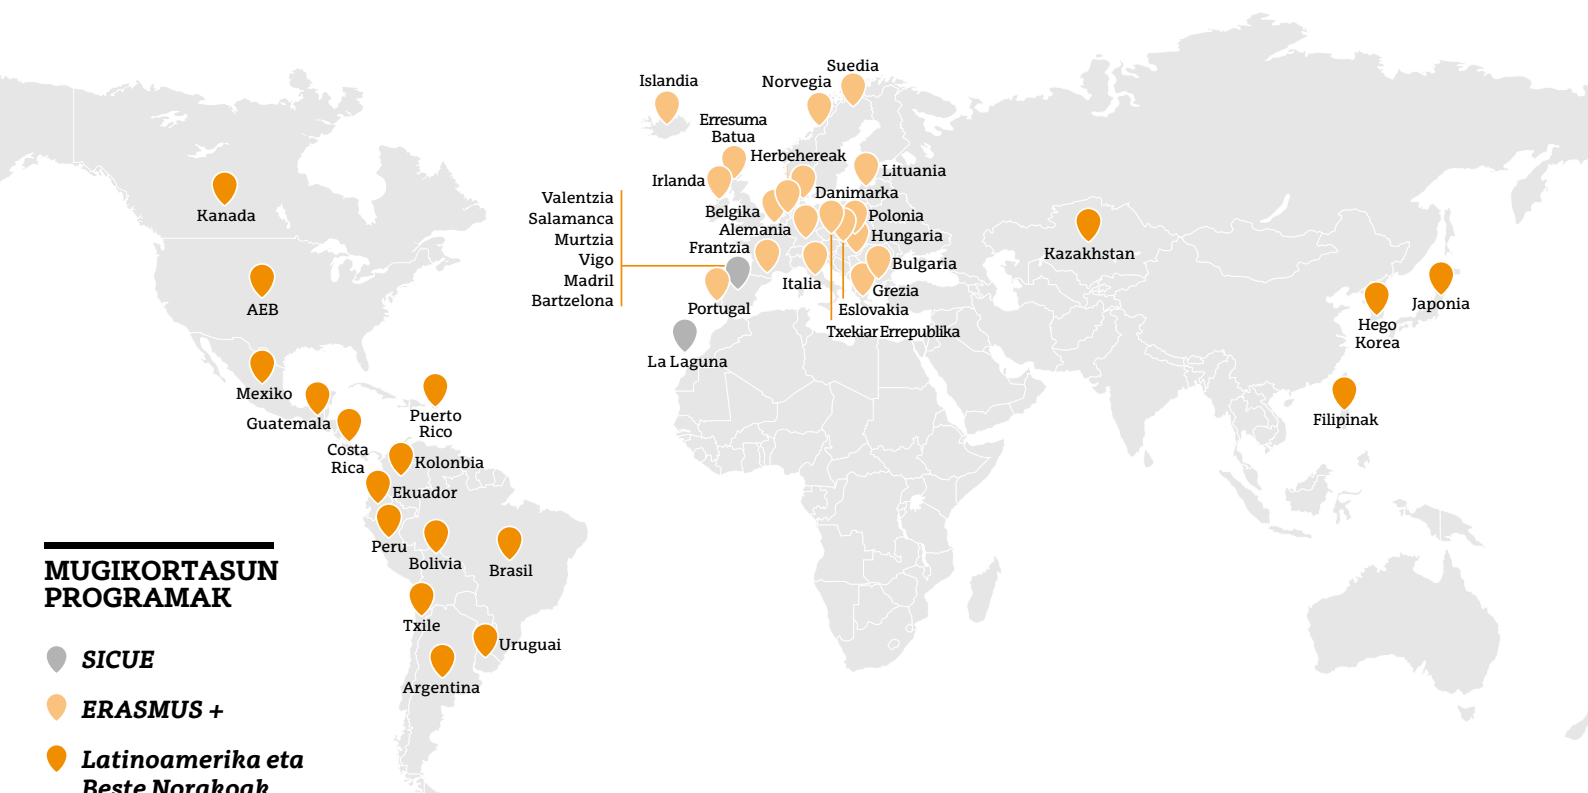 Suedia
Islandia
Norvegia
Erresuma
Batua
Herbehereak
Lituania
Irlanda
Danimarka
Valentzia
Salamanca
Murtzia
Vigo
Madril
Bartzelona
Belgika
Polonia
Alemania
Hungaria
Frantzia
Bulgaria
Italia
Grezia
Portugal
Eslovakia
Txekiar Errepublika
La Laguna
Kanada
AEB
Mexiko
Guatemala
Puerto
Rico
Costa
Rica
Kolonbia
Ekuador
Peru
Bolivia
Brasil
Txile
Uruguai
Argentina
Kazakhstan
Japonia
Hego
Korea
Filipinak
MUGIKORTASUN
PROGRAMAK
SICUE
ERASMUS +
Latinoamerika eta
Beste Norakoak